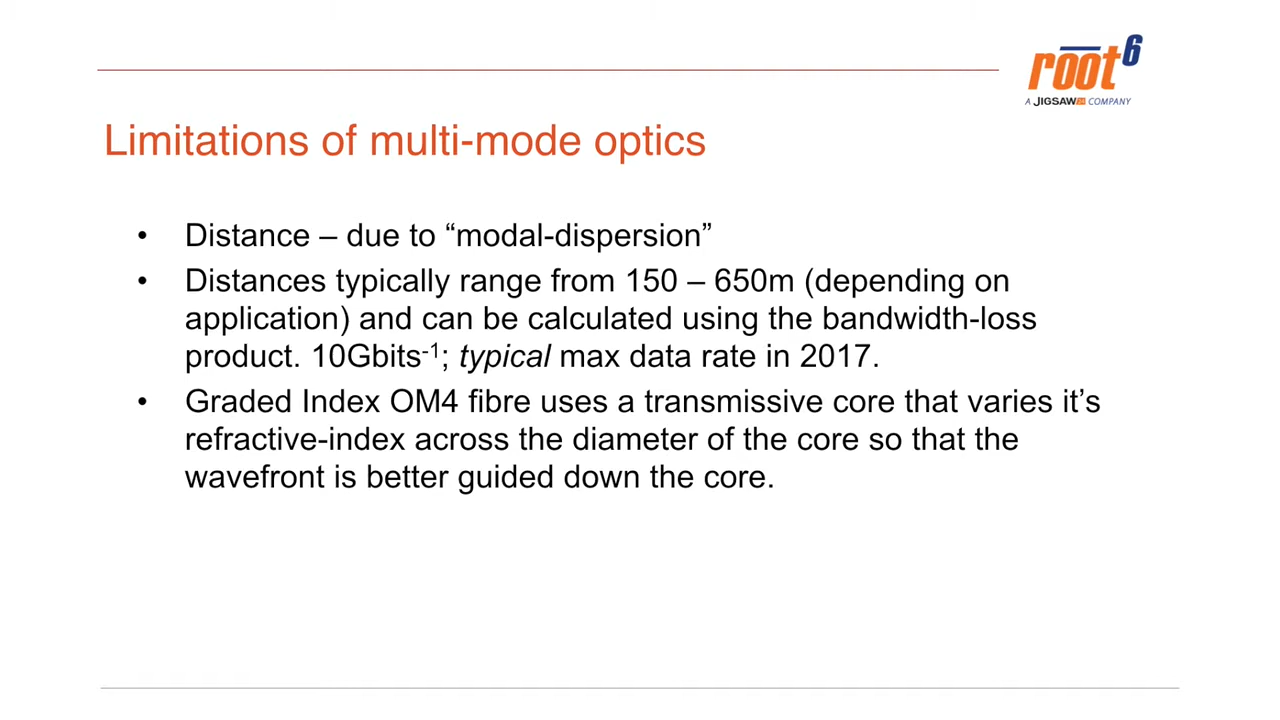 root6
A JIGSAW24 COMPANY
Limitations of multi-mode optics
• Distance – due to “modal-dispersion”
• Distances typically range from 150 – 650m (depending on
application) and can be calculated using the bandwidth-loss
product. 10Gbits-1; typical max data rate in 2017.
• Graded Index OM4 fibre uses a transmissive core that varies it’s
refractive-index across the diameter of the core so that the
wavefront is better guided down the core.